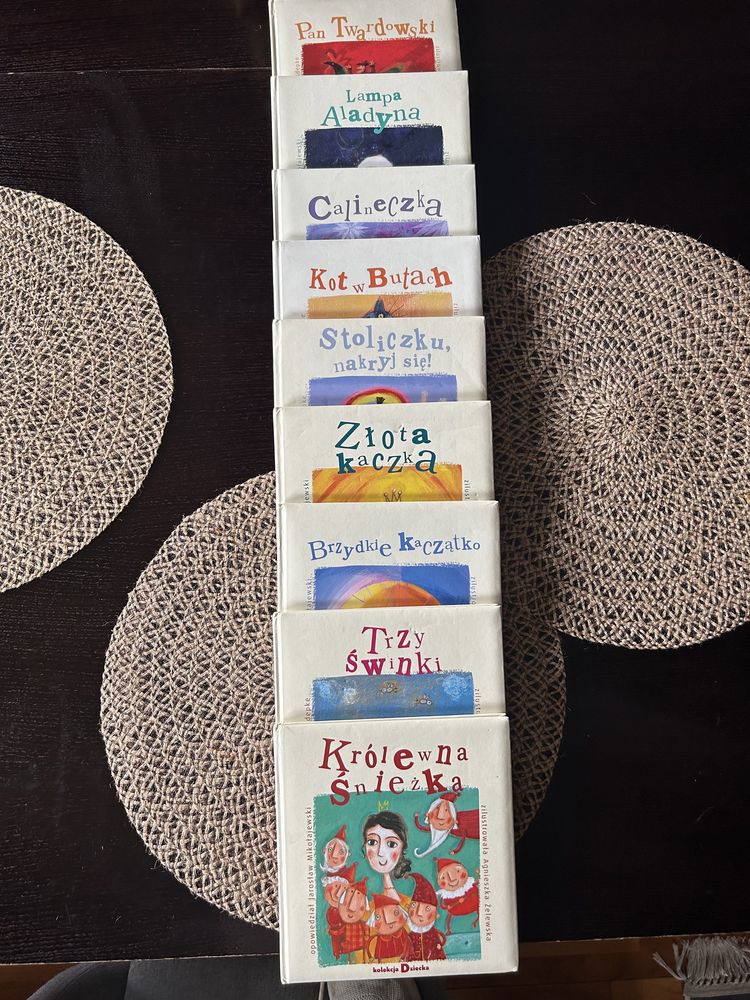 Pan Twardowski
Lampa
Aladyna
Calineczka
Kot w Butach
Stoliczku,
nakryj się!
Złota
kaczka
Brzydkie kaczątko
Trzy
świnki
Królewna
Śnieżka
opowiedział Jarosław Mikołajewski
zilustrowała Agnieszka Żelewska
kolekcja Dziecka